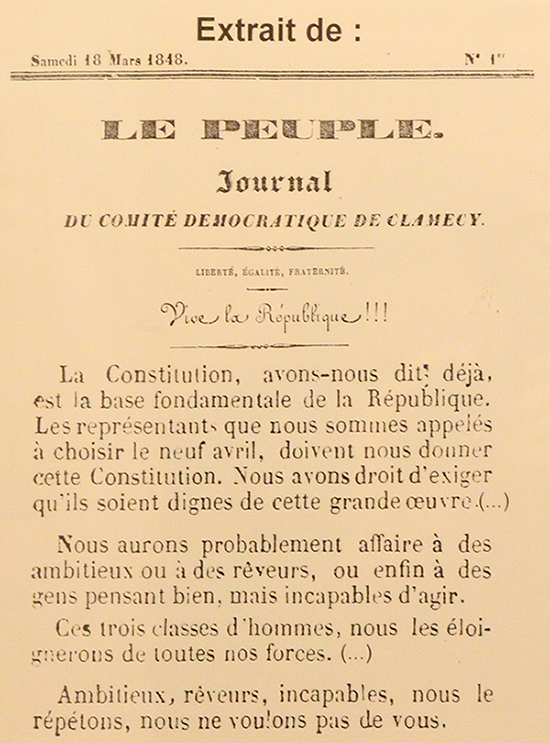 Extrait de :
Samedi 18 Mars 1848. Nº 1er
LE PEUPLE.
Journal
DU COMITÉ DEMOCRATIQUE DE CLAMECY.
LIBERTÉ, ÉGALITÉ, FRATERNITÉ.
Vive la République!!!
La Constitution, avons-nous dit déjà,
est la base fondamentale de la République.
Les représentants que nous sommes appelés
à choisir le neuf avril, doivent nous donner
cette Constitution. Nous avons droit d'exiger
qu'ils soient dignes de cette grande œuvre.(...)
Nous aurons probablement affaire à des
ambitieux ou à des rêveurs, ou enfin à des
gens pensant bien, mais incapables d'agir.
Ces trois classes d'hommes, nous les éloi-
gnerons de toutes nos forces. (...)
Ambitieux, rêveurs, incapables, nous le
répétons, nous ne voulons pas de vous.